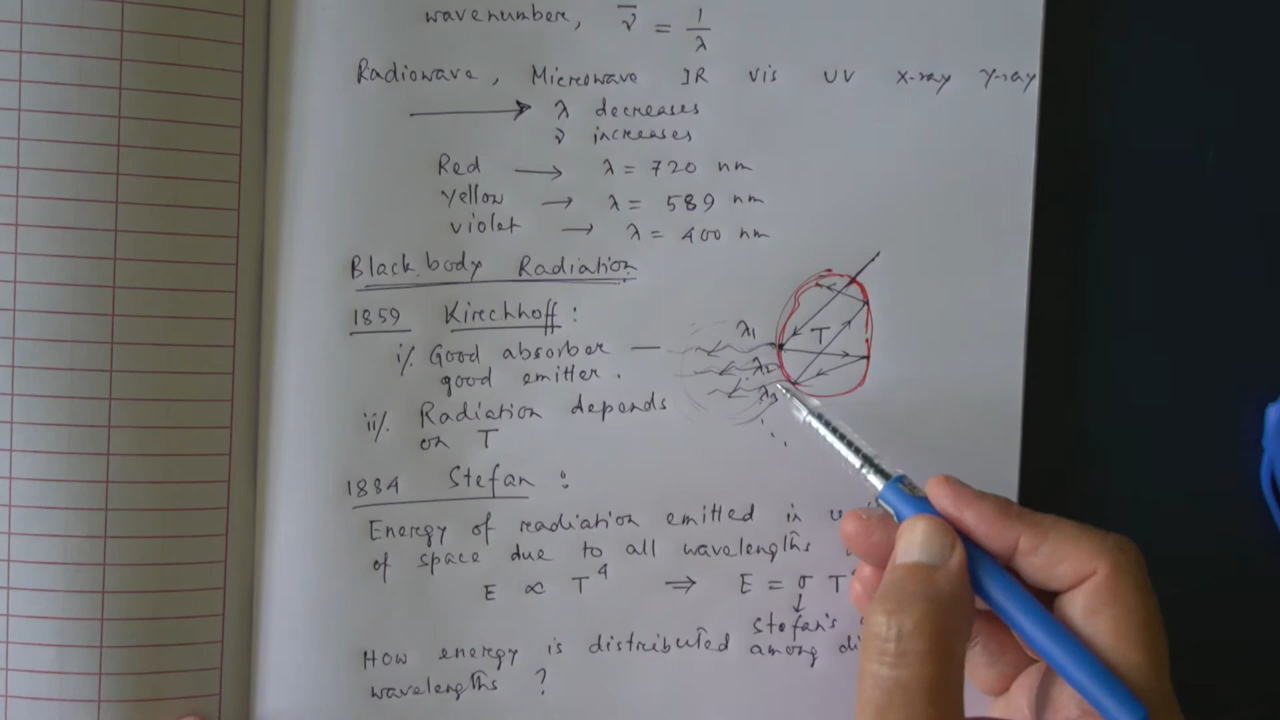 wavenumber, ν̅ = 1/λ
Radiowave, Microwave IR Vis UV X-ray γ-ray
⟶ λ decreases
ν increases
Red → λ = 720 nm
Yellow → λ = 589 nm
Violet → λ = 400 nm
Black body Radiation
1859 Kirchhoff :
i/. Good absorber —
good emitter.
λ1
λ2
λ3
T
ii/. Radiation depends
on T
1884 Stefan :
Energy of radiation emitted in
of space due to all wavelengths
E ∝ T⁴ ⇒ E = σ T
↓
Stefan's
How energy is distributed among
wavelengths ?